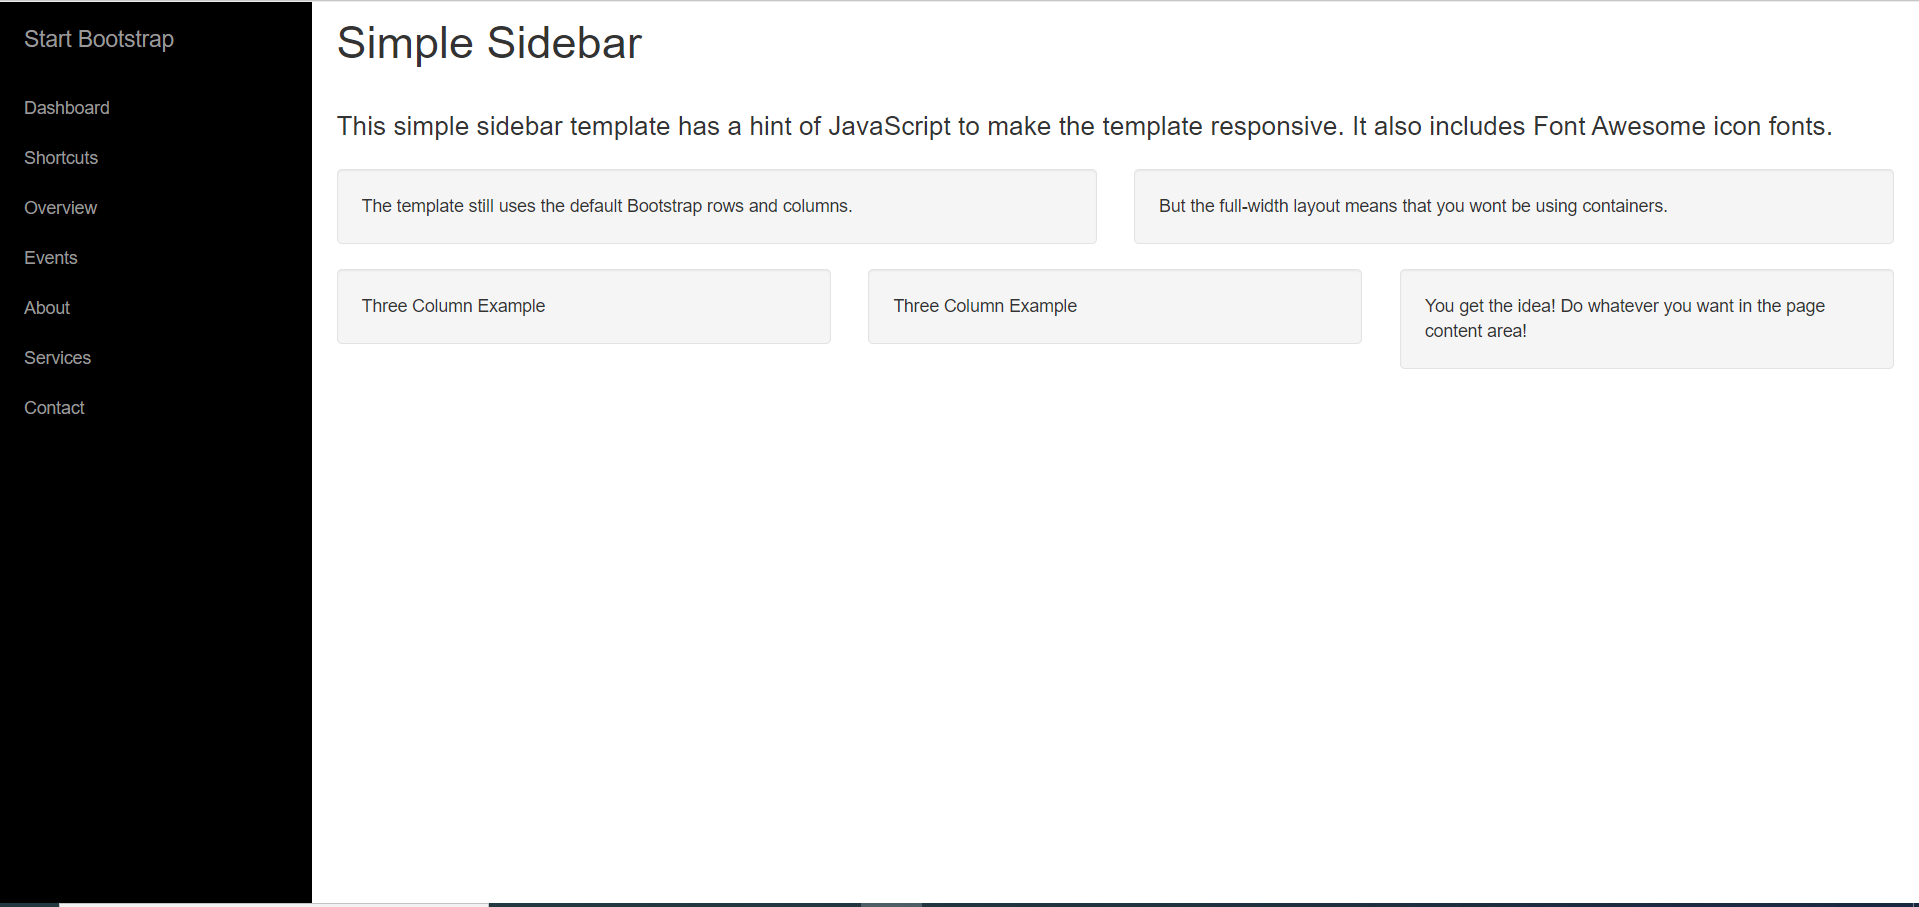 Start Bootstrap
Dashboard
Shortcuts
Overview
Events
About
Services
Contact
Simple Sidebar
This simple sidebar template has a hint of JavaScript to make the template responsive. It also includes Font Awesome icon fonts.
The template still uses the default Bootstrap rows and columns.
But the full-width layout means that you wont be using containers.
Three Column Example
Three Column Example
You get the idea! Do whatever you want in the page
content area!